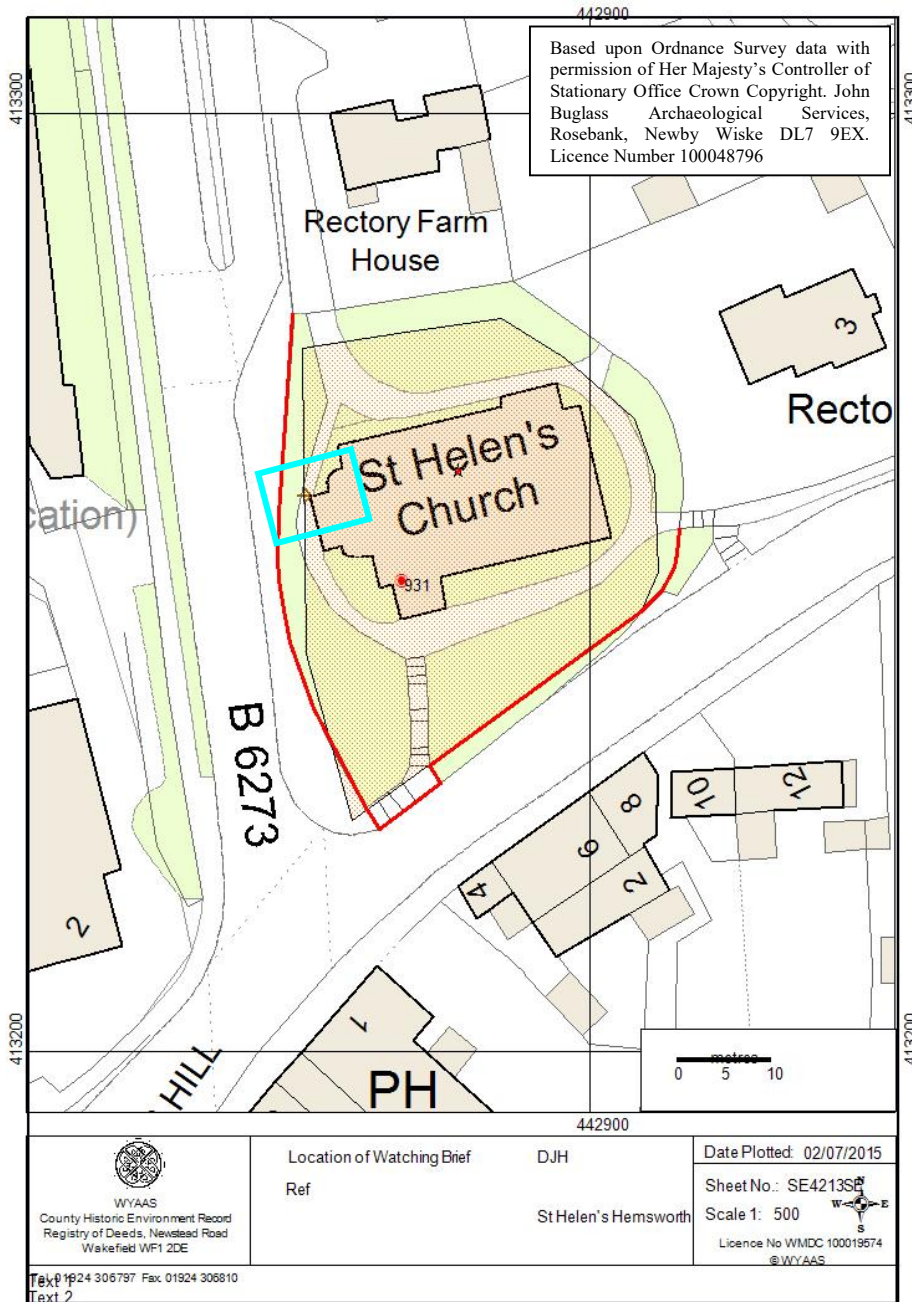 442900
Based upon Ordnance Survey data with
permission of Her Majesty's Controller of
Stationary Office Crown Copyright. John
Buglass Archaeological Services,
Rosebank, Newby Wiske DL7 9EX.
Licence Number 100048796
413300
413300
Rectory Farm
House
3
Recto
St Helen's
Church
cation)
931
B 6273
10
12
8
6
4
2
2
1
HILL
PH
413200
413200
metres
0 5 10
442900
WYAAS
County Historic Environment Record
Registry of Deeds, Newstead Road
Wakefield WF1 2DE
Tel. 01924 306797 Fax. 01924 306810
Text 1
Text 2
Location of Watching Brief
Ref
DJH
St Helen's Hemsworth
Date Plotted: 02/07/2015
Sheet No.: SE4213SE
Scale 1: 500
N
W E
S
Licence No WMDC 100019574
© WYAAS